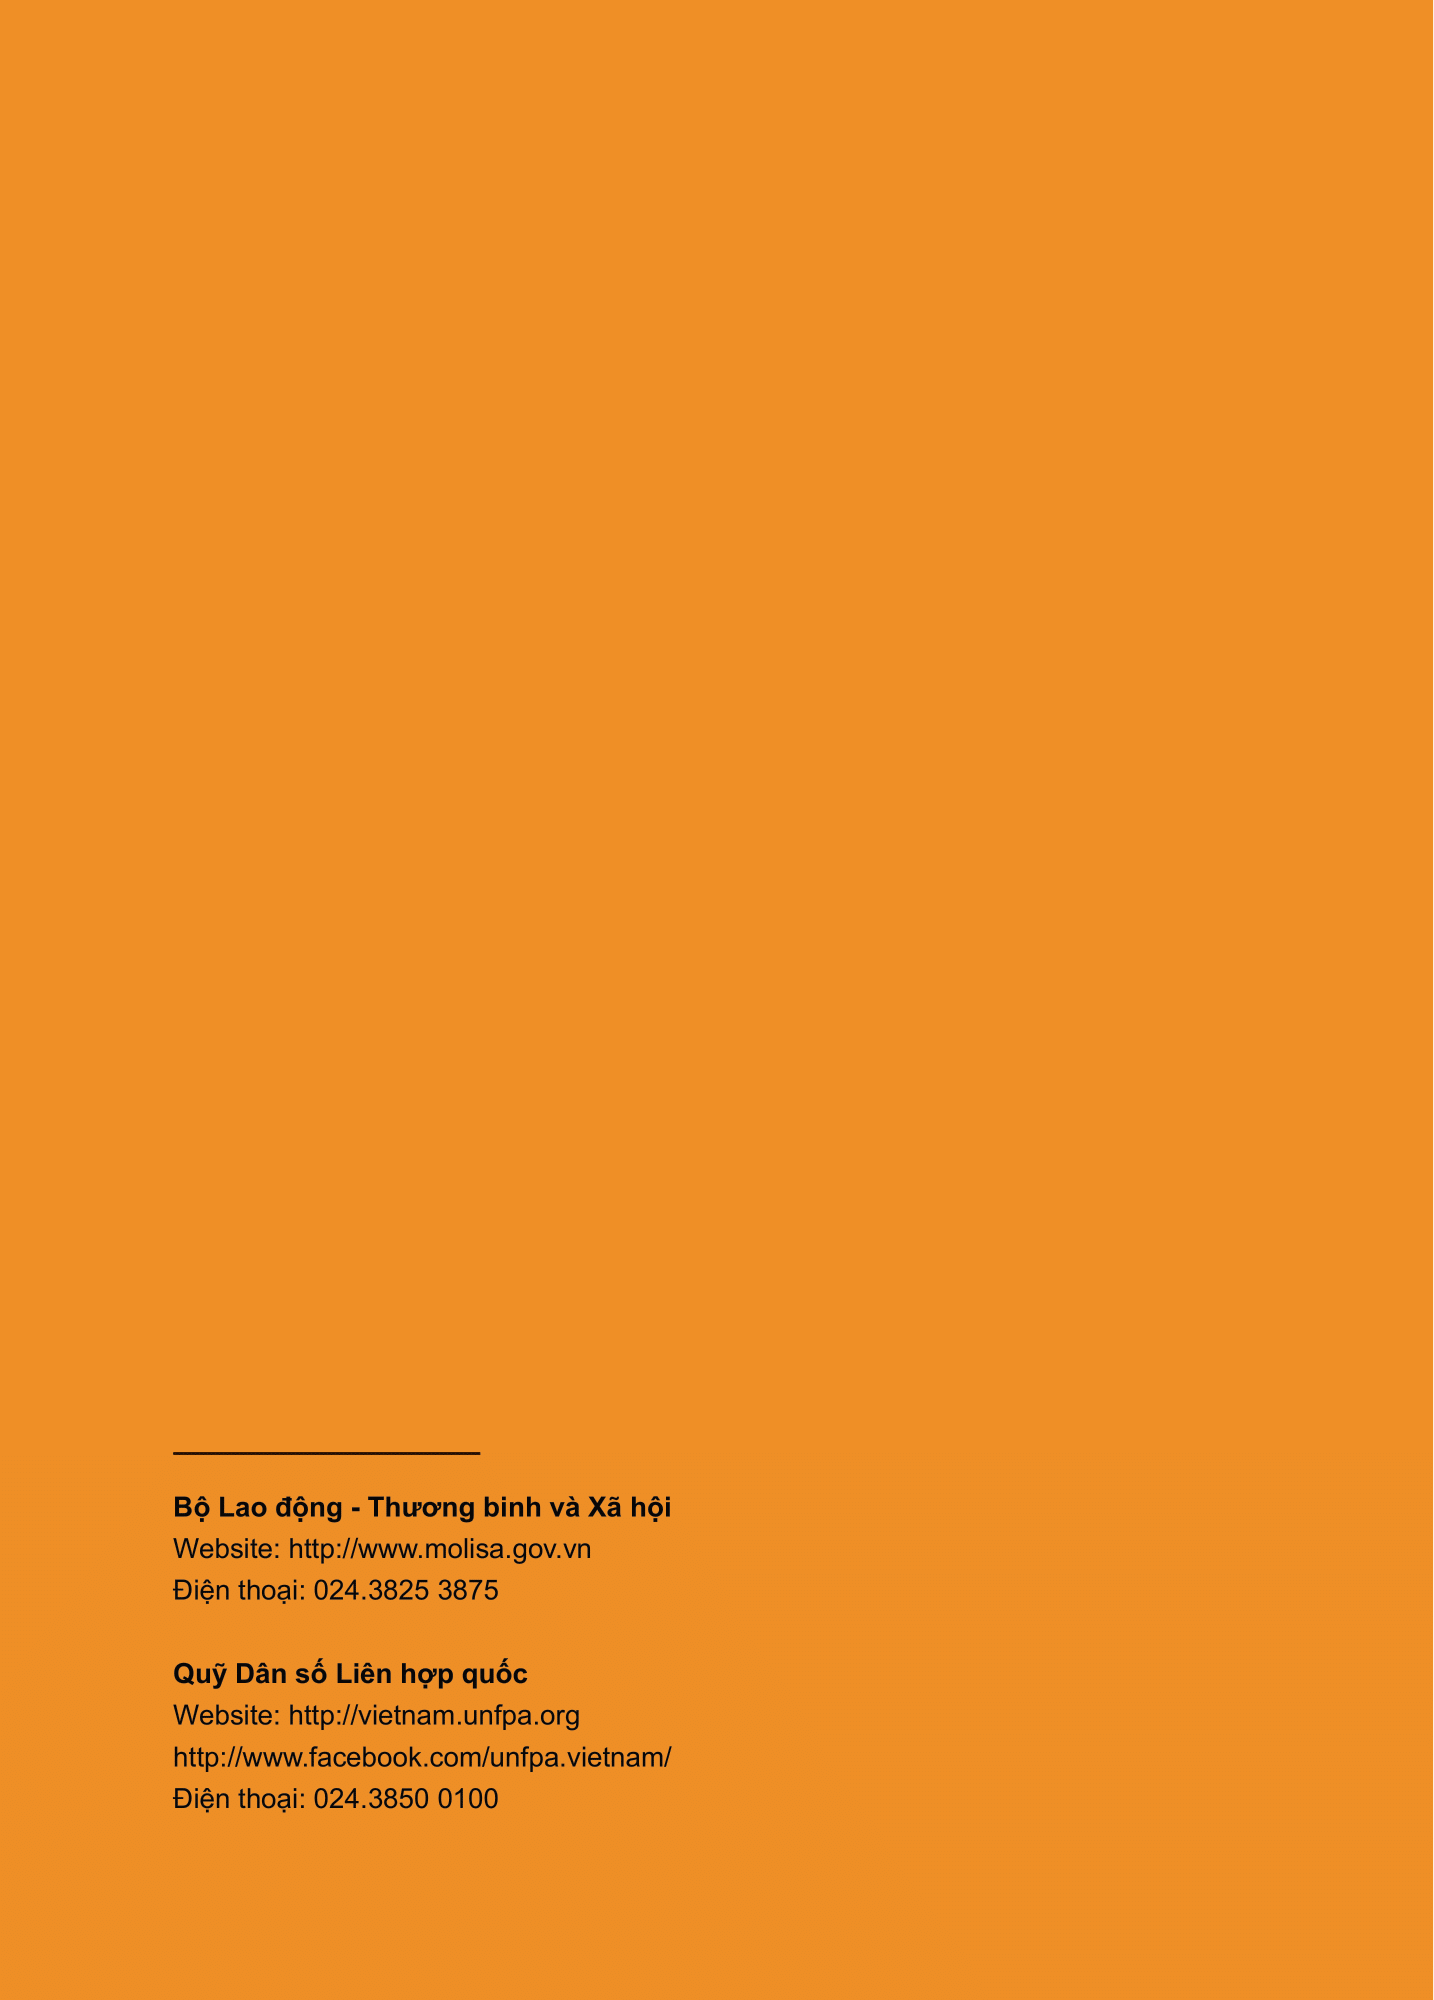 Bộ Lao động - Thương binh và Xã hội
Website: http://www.molisa.gov.vn
Điện thoại: 024.3825 3875
Quỹ Dân số Liên hợp quốc
Website: http://vietnam.unfpa.org
http://www.facebook.com/unfpa.vietnam/
Điện thoại: 024.3850 0100